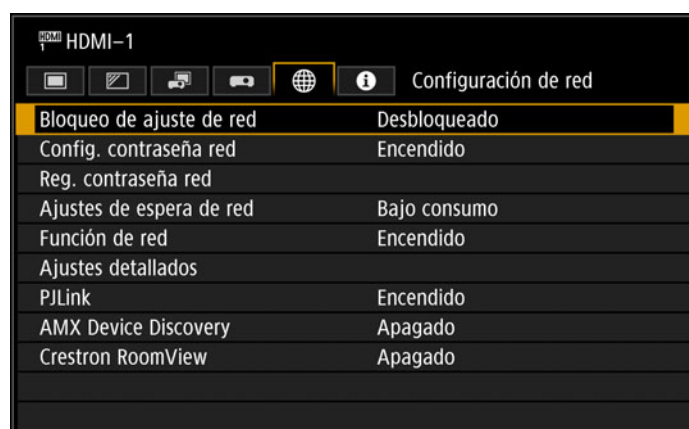 HDMI 1 HDMI-1
Configuración de red
Bloqueo de ajuste de red Desbloqueado
Config. contraseña red Encendido
Reg. contraseña red
Ajustes de espera de red Bajo consumo
Función de red Encendido
Ajustes detallados
PJLink Encendido
AMX Device Discovery Apagado
Crestron RoomView Apagado